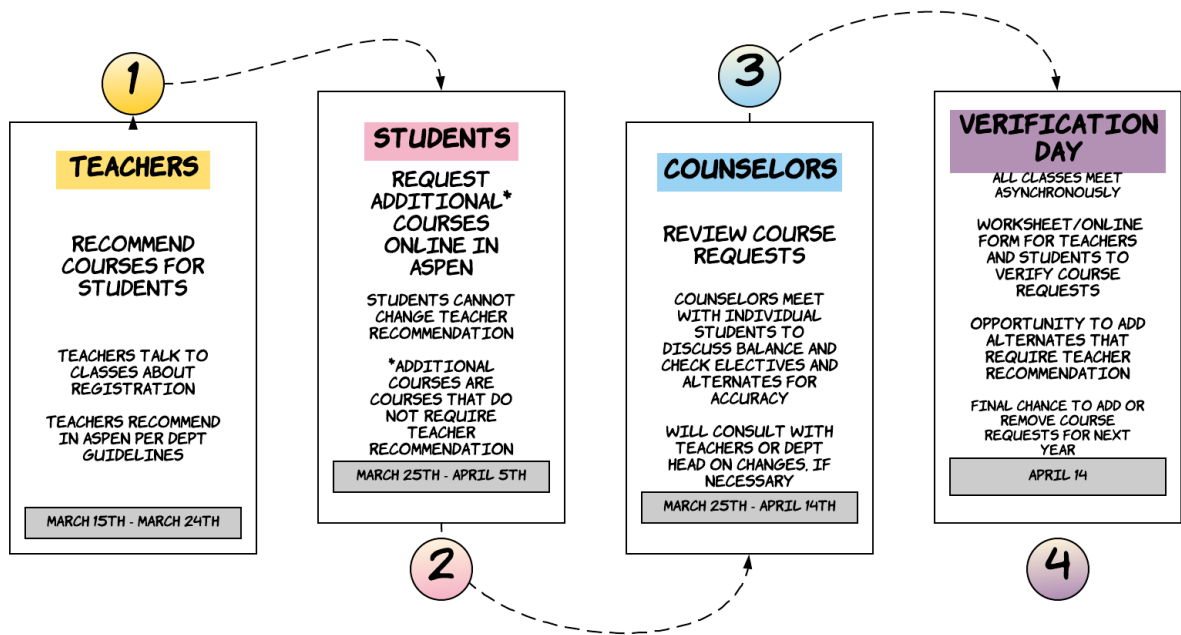 1
TEACHERS
RECOMMEND
COURSES FOR
STUDENTS
TEACHERS TALK TO
CLASSES ABOUT
REGISTRATION
TEACHERS RECOMMEND
IN ASPEN PER DEPT
GUIDELINES
MARCH 15TH - MARCH 24TH
STUDENTS
REQUEST
ADDITIONAL*
COURSES
ONLINE IN
ASPEN
STUDENTS CANNOT
CHANGE TEACHER
RECOMMENDATION
*ADDITIONAL
COURSES ARE
COURSES THAT DO
NOT REQUIRE
TEACHER
RECOMMENDATION
MARCH 25TH - APRIL 5TH
2
3
COUNSELORS
REVIEW COURSE
REQUESTS
COUNSELORS MEET
WITH INDIVIDUAL
STUDENTS TO
DISCUSS BALANCE AND
CHECK ELECTIVES AND
ALTERNATES FOR
ACCURACY
WILL CONSULT WITH
TEACHERS OR DEPT
HEAD ON CHANGES, IF
NECESSARY
MARCH 25TH - APRIL 14TH
VERIFICATION
DAY
ALL CLASSES MEET
ASYNCHRONOUSLY
WORKSHEET/ONLINE
FORM FOR TEACHERS
AND STUDENTS TO
VERIFY COURSE
REQUESTS
OPPORTUNITY TO ADD
ALTERNATES THAT
REQUIRE TEACHER
RECOMMENDATION
FINAL CHANCE TO ADD OR
REMOVE COURSE
REQUESTS FOR NEXT
YEAR
APRIL 14
4